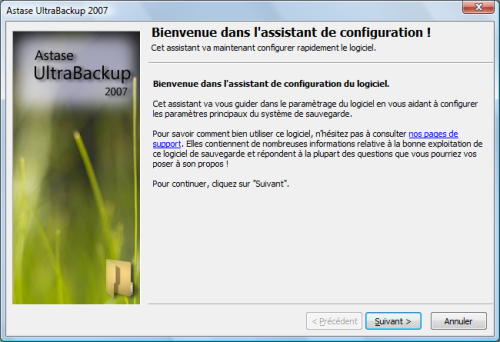 Astase UltraBackup 2007
Bienvenue dans l'assistant de configuration !
Cet assistant va maintenant configurer rapidement le logiciel.
Astase
UltraBackup
2007
Bienvenue dans l'assistant de configuration du logiciel.
Cet assistant va vous guider dans le paramètrage du logiciel en vous aidant à configurer
les paramètres principaux du système de sauvegarde.
Pour savoir comment bien utiliser ce logiciel, n'hésitez pas à consulter nos pages de
support. Elles contiennent de nombreuses informations relative à la bonne exploitation de
ce logiciel de sauvegarde et répondent à la plupart des questions que vous pourriez vos
poser à son propos !
Pour continuer, cliquez sur "Suivant".
< Précédent
Suivant >
Annuler